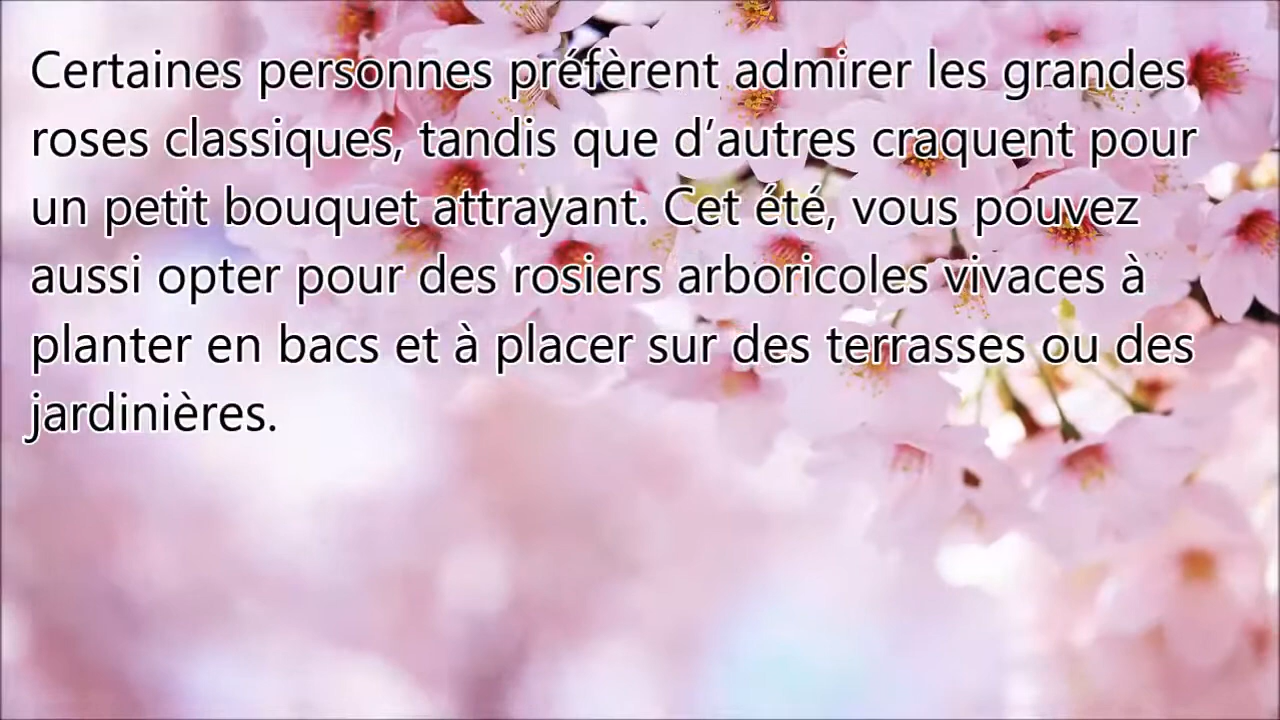 Certaines personnes préfèrent admirer les grandes
roses classiques, tandis que d’autres craquent pour
un petit bouquet attrayant. Cet été, vous pouvez
aussi opter pour des rosiers arboricoles vivaces à
planter en bacs et à placer sur des terrasses ou des
jardinières.